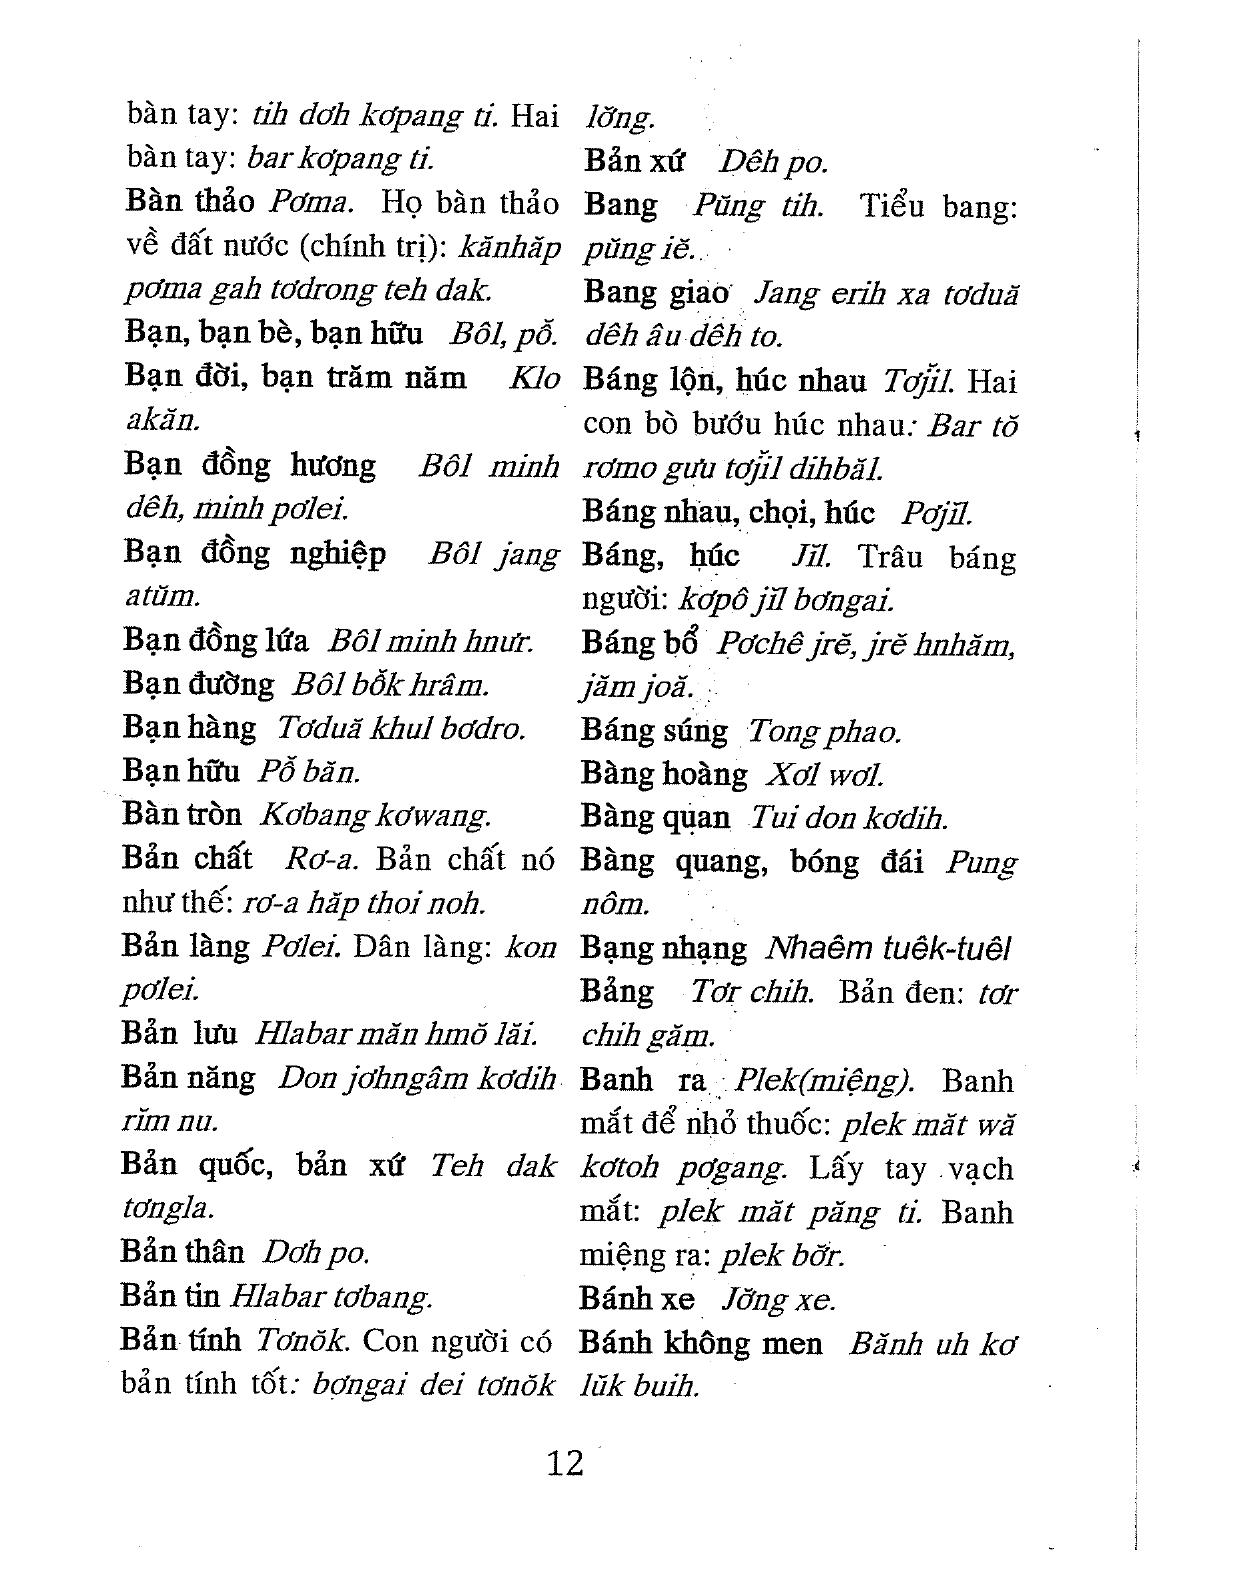 bàn tay: tih dơh kơpang ti. Hai
bàn tay: bar kơpang ti.
Bàn thảo Pơma. Họ bàn thảo
về đất nước (chính trị): kănhăp
pơma gah tơdrong teh dak.
Bạn, bạn bè, bạn hữu Bôl, pô̆.
Bạn đời, bạn trăm năm Klo
akăn.
Bạn đồng hương Bôl minh
dêh, minh pơlei.
Bạn đồng nghiệp Bôl jang
atŭm.
Bạn đồng lứa Bôl minh hnưr.
Bạn đường Bôl bô̆k hrâm.
Bạn hàng Tơduă khul bơdro.
Bạn hữu Pô̆ băn.
Bàn tròn Kơbang kơwang.
Bản chất Rơ-a. Bản chất nó
như thế: rơ-a hăp thoi noh.
Bản làng Pơlei. Dân làng: kon
pơlei.
Bản lưu Hlabar măn hmŏ lăi.
Bản năng Don jơhngâm kơdih
rĭm nu.
Bản quốc, bản xứ Teh dak
tơngla.
Bản thân Dơh po.
Bản tin Hlabar tơbang.
Bản tính Tơnŏk. Con người có
bản tính tốt: bơngai dei tơnŏk
lơ̆ng.
Bản xứ Dêh po.
Bang Pŭng tih. Tiểu bang:
pŭng iĕ.
Bang giao Jang erih xa tơduă
dêh âu dêh to.
Báng lộn, húc nhau Tơjĭl. Hai
con bò bướu húc nhau: Bar tŏ
rơmo gưu tơjĭl dihbăl.
Báng nhau, chọi, húc Pơjĭl.
Báng, húc Jĭl. Trâu báng
người: kơpô jĭl bơngai.
Báng bổ Pơchê jrĕ, jrĕ hnhăm,
jăm joă.
Báng súng Tong phao.
Bàng hoàng Xơl wơl.
Bàng quan Tui don kơdih.
Bàng quang, bóng đái Pung
nôm.
Bạng nhạng Nhaêm tuêk-tuêl
Bảng Tơr chih. Bản đen: tơr
chih găm.
Banh ra Plek(miệng). Banh
mắt để nhỏ thuốc: plek măt wă
kơtoh pơgang. Lấy tay vạch
mắt: plek măt păng ti. Banh
miệng ra: plek bơ̆r.
Bánh xe Jơ̆ng xe.
Bánh không men Bănh uh kơ
lŭk buih.
12